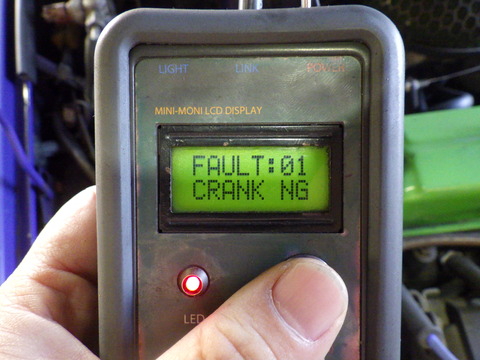 LIGHT LINK POWER
MINI-MONI LCD DISPLAY
FAULT:01
CRANK NG
LED